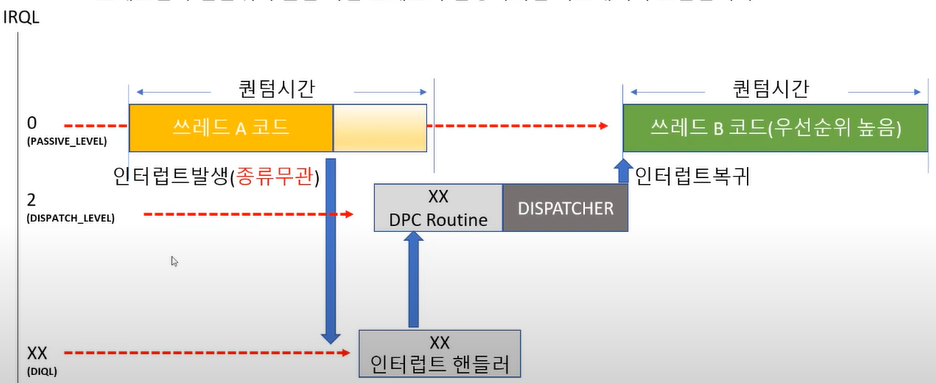 IRQL
퀀텀시간
퀀텀시간
0
(PASSIVE_LEVEL)
쓰레드 A 코드
쓰레드 B 코드(우선순위 높음)
인터럽트발생(종류무관)
인터럽트복귀
2
(DISPATCH_LEVEL)
XX
DPC Routine
DISPATCHER
XX
(DIQL)
XX
인터럽트 핸들러